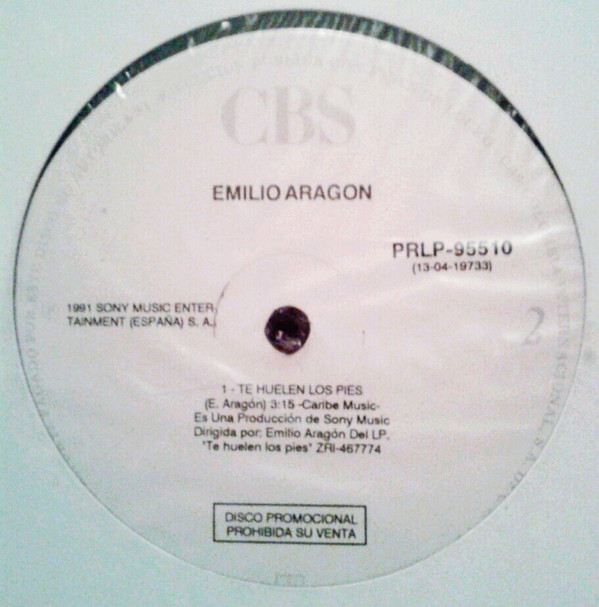 CBS
EMILIO ARAGON
PRLP-95510
(13-04-19733)
1991 SONY MUSIC ENTER-
TAINMENT (ESPAÑA) S. A.
2
1 - TE HUELEN LOS PIES
(E. Aragón) 3:15 -Caribe Music-
Es Una Producción de Sony Music
Dirigida por: Emilio Aragón Del LP.
"Te huelen los pies" ZRI-467774
DISCO PROMOCIONAL
PROHIBIDA SU VENTA